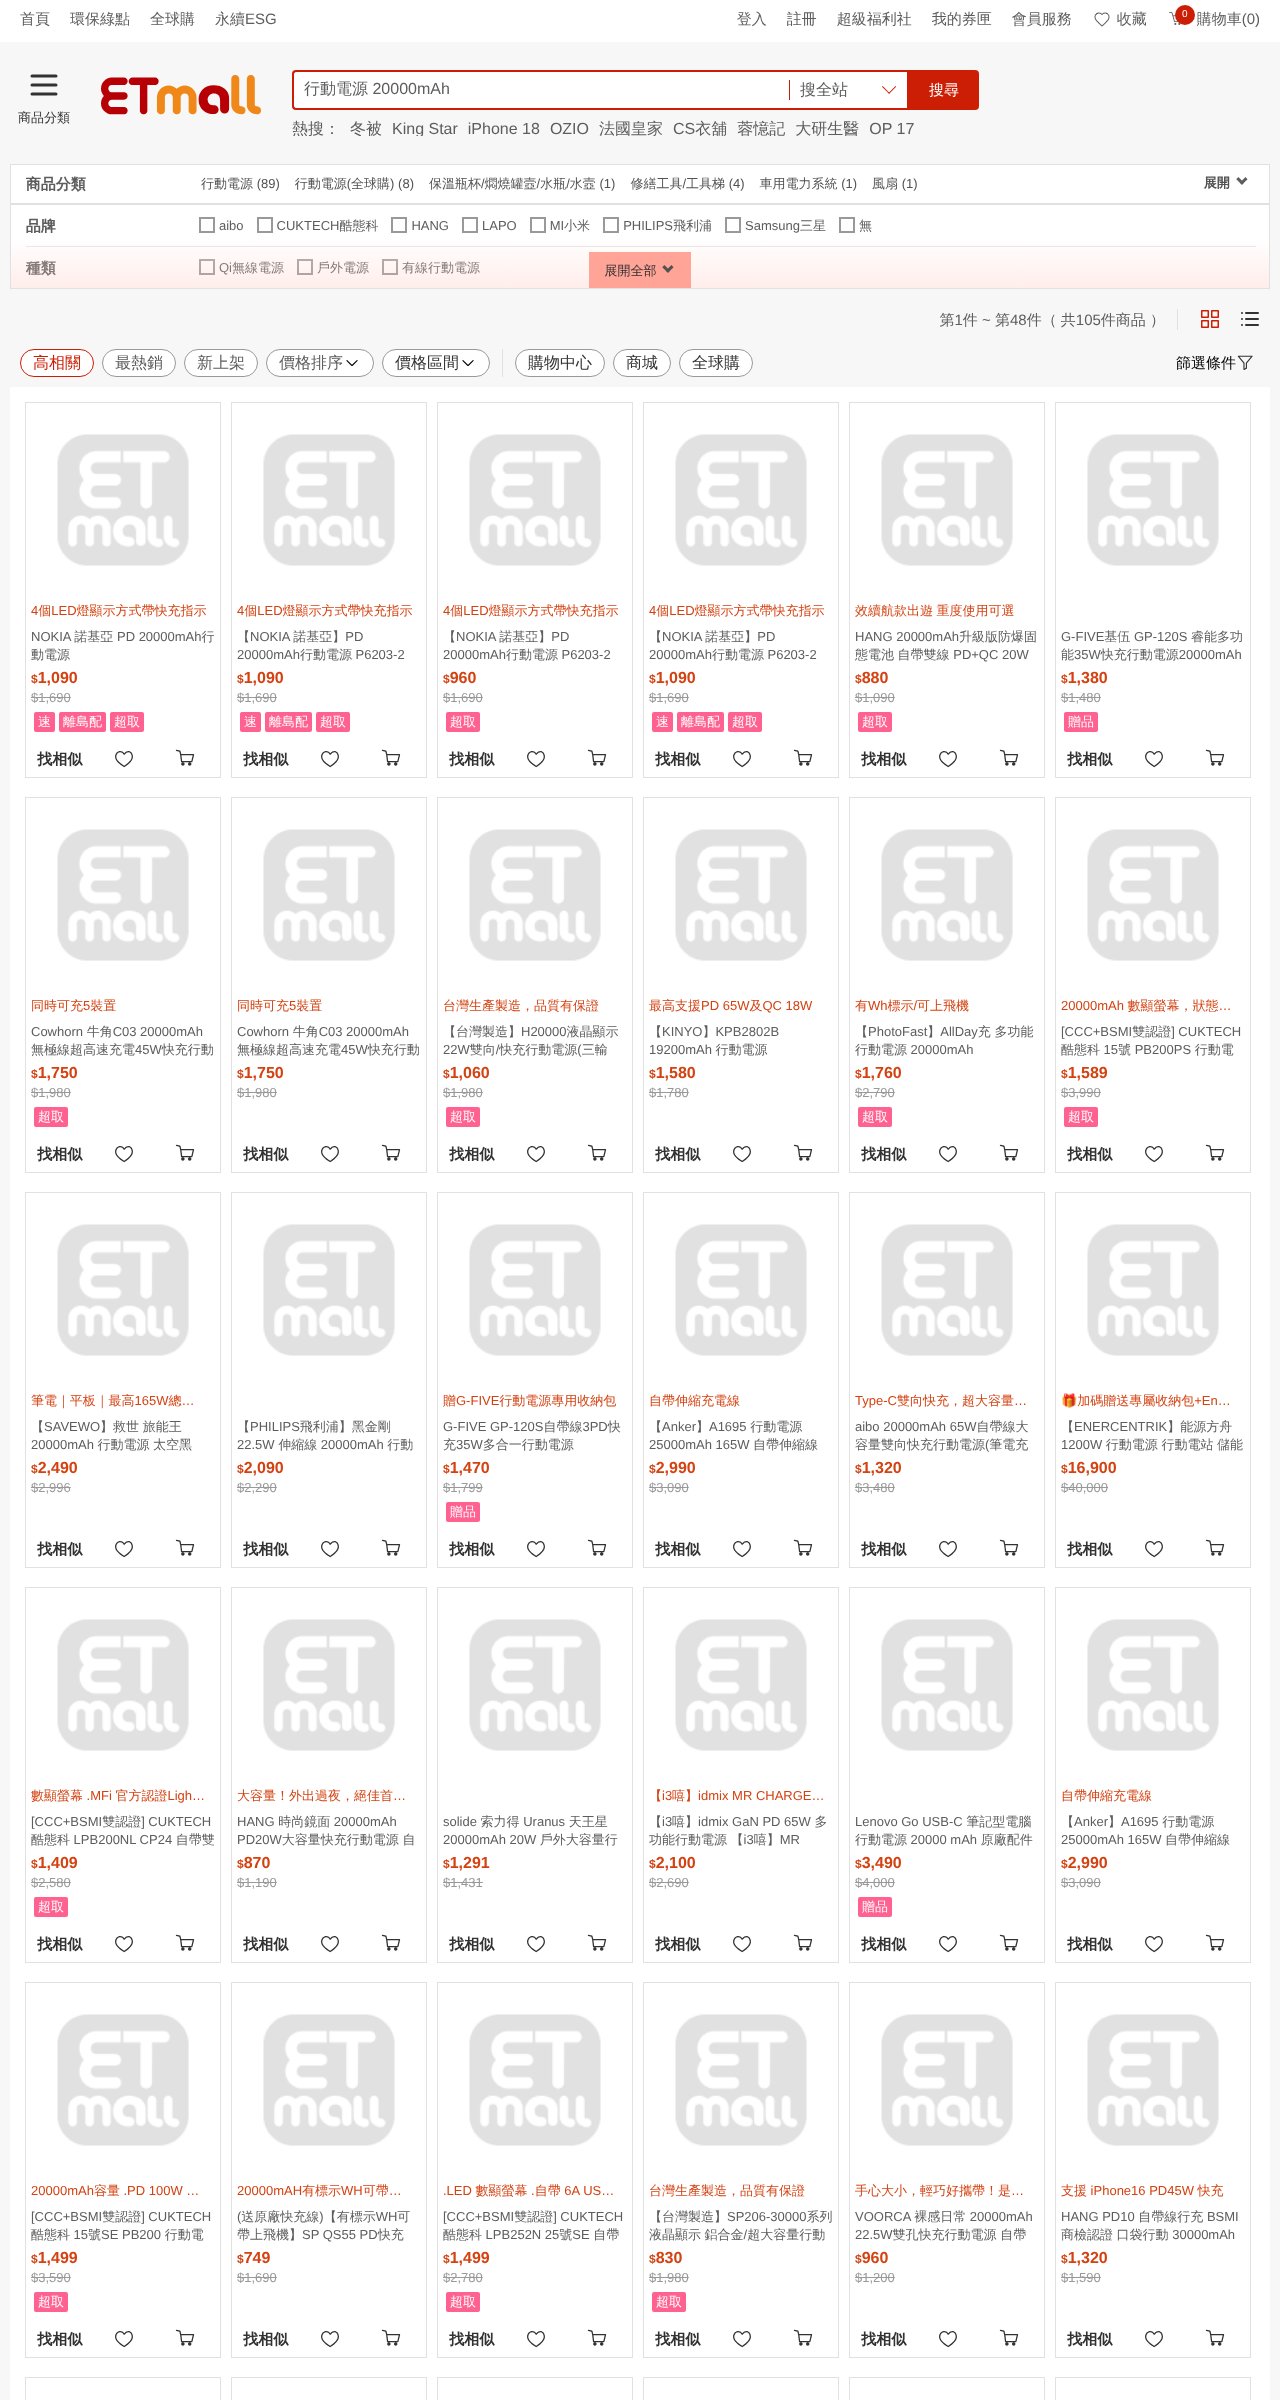 首頁 環保綠點 全球購 永續ESG 登入 註冊 超級福利社 我的券匣 會員服務 收藏 0 購物車(0)
商品分類
ETmall
行動電源 20000mAh 搜全站 搜尋
熱搜： 冬被 King Star iPhone 18 OZIO 法國皇家 CS衣舖 蓉憶記 大研生醫 OP 17
商品分類 行動電源 (89) 行動電源(全球購) (8) 保溫瓶杯/燜燒罐壺/水瓶/水壺 (1) 修繕工具/工具梯 (4) 車用電力系統 (1) 風扇 (1) 展開
品牌 aibo CUKTECH酷態科 HANG LAPO MI小米 PHILIPS飛利浦 Samsung三星 無
種類 Qi無線電源 戶外電源 有線行動電源
展開全部
第1件 ~ 第48件（ 共105件商品 ）
高相關 最熱銷 新上架 價格排序 價格區間 購物中心 商城 全球購 篩選條件
ET mall ET mall ET mall ET mall ET mall ET mall
4個LED燈顯示方式帶快充指示 4個LED燈顯示方式帶快充指示 4個LED燈顯示方式帶快充指示 4個LED燈顯示方式帶快充指示 效續航款出遊 重度使用可選
NOKIA 諾基亞 PD 20000mAh行 【NOKIA 諾基亞】PD 【NOKIA 諾基亞】PD 【NOKIA 諾基亞】PD HANG 20000mAh升級版防爆固 G-FIVE基伍 GP-120S 睿能多功
動電源 20000mAh行動電源 P6203-2 20000mAh行動電源 P6203-2 20000mAh行動電源 P6203-2 態電池 自帶雙線 PD+QC 20W 能35W快充行動電源20000mAh
$1,090 $1,090 $960 $1,090 $880 $1,380
$1,690 $1,690 $1,690 $1,690 $1,090 $1,480
速 離島配 超取 速 離島配 超取 超取 速 離島配 超取 超取 贈品
找相似 找相似 找相似 找相似 找相似 找相似
ET mall ET mall ET mall ET mall ET mall ET mall
同時可充5裝置 同時可充5裝置 台灣生產製造，品質有保證 最高支援PD 65W及QC 18W 有Wh標示/可上飛機 20000mAh 數顯螢幕，狀態…
Cowhorn 牛角C03 20000mAh Cowhorn 牛角C03 20000mAh 【台灣製造】H20000液晶顯示 【KINYO】KPB2802B 【PhotoFast】AllDay充 多功能 [CCC+BSMI雙認證] CUKTECH
無極線超高速充電45W快充行動 無極線超高速充電45W快充行動 22W雙向/快充行動電源(三輸 19200mAh 行動電源 行動電源 20000mAh 酷態科 15號 PB200PS 行動電
$1,750 $1,750 $1,060 $1,580 $1,760 $1,589
$1,980 $1,980 $1,980 $1,780 $2,790 $3,990
超取 超取 超取 超取
找相似 找相似 找相似 找相似 找相似 找相似
ET mall ET mall ET mall ET mall ET mall ET mall
筆電｜平板｜最高165W總… 贈G-FIVE行動電源專用收納包 自帶伸縮充電線 Type-C雙向快充，超大容量… 🎁加碼贈送專屬收納包+En…
【SAVEWO】救世 旅能王 【PHILIPS飛利浦】黑金剛 G-FIVE GP-120S自帶線3PD快 【Anker】A1695 行動電源 aibo 20000mAh 65W自帶線大 【ENERCENTRIK】能源方舟
20000mAh 行動電源 太空黑 22.5W 伸縮線 20000mAh 行動 充35W多合一行動電源 25000mAh 165W 自帶伸縮線 容量雙向快充行動電源(筆電充 1200W 行動電源 行動電站 儲能
$2,490 $2,090 $1,470 $2,990 $1,320 $16,900
$2,996 $2,290 $1,799 $3,090 $3,480 $40,000
贈品
找相似 找相似 找相似 找相似 找相似 找相似
ET mall ET mall ET mall ET mall ET mall ET mall
數顯螢幕 .MFi 官方認證Ligh… 大容量！外出過夜，絕佳首… 【i3嘻】idmix MR CHARGE… 自帶伸縮充電線
[CCC+BSMI雙認證] CUKTECH HANG 時尚鏡面 20000mAh solide 索力得 Uranus 天王星 【i3嘻】idmix GaN PD 65W 多 Lenovo Go USB-C 筆記型電腦 【Anker】A1695 行動電源
酷態科 LPB200NL CP24 自帶雙 PD20W大容量快充行動電源 自 20000mAh 20W 戶外大容量行 功能行動電源 【i3嘻】MR 行動電源 20000 mAh 原廠配件 25000mAh 165W 自帶伸縮線
$1,409 $870 $1,291 $2,100 $3,490 $2,990
$2,580 $1,190 $1,431 $2,690 $4,000 $3,090
超取 贈品
找相似 找相似 找相似 找相似 找相似 找相似
ET mall ET mall ET mall ET mall ET mall ET mall
20000mAh容量 .PD 100W … 20000mAH有標示WH可帶… .LED 數顯螢幕 .自帶 6A US… 台灣生產製造，品質有保證 手心大小，輕巧好攜帶！是… 支援 iPhone16 PD45W 快充
[CCC+BSMI雙認證] CUKTECH (送原廠快充線)【有標示WH可 [CCC+BSMI雙認證] CUKTECH 【台灣製造】SP206-30000系列 VOORCA 裸感日常 20000mAh HANG PD10 自帶線行充 BSMI
酷態科 15號SE PB200 行動電 帶上飛機】SP QS55 PD快充 酷態科 LPB252N 25號SE 自帶 液晶顯示 鋁合金/超大容量行動 22.5W雙孔快充行動電源 自帶 商檢認證 口袋行動 30000mAh
$1,499 $749 $1,499 $830 $960 $1,320
$3,590 $1,690 $2,780 $1,980 $1,200 $1,590
超取 超取 超取
找相似 找相似 找相似 找相似 找相似 找相似